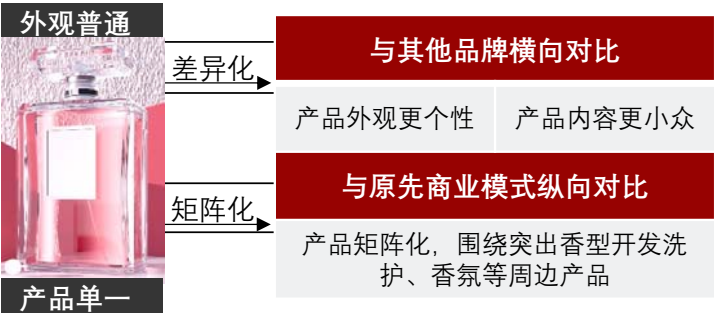 外观普通
差异化
与其他品牌横向对比
产品外观更个性
产品内容更小众
矩阵化
与原先商业模式纵向对比
产品矩阵化，围绕突出香型开发洗
护、香氛等周边产品
产品单一